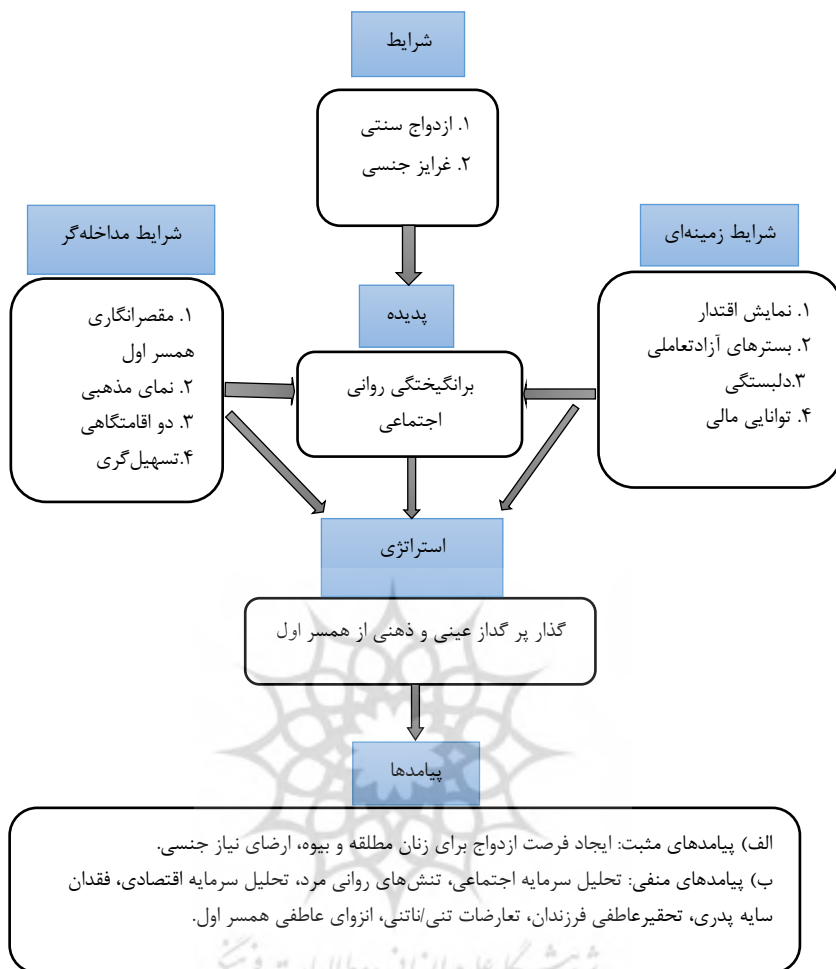 شرایط
۱. ازدواج سنتی
۲. غرایز جنسی
شرایط زمینه‌ای
۱. نمایش اقتدار
۲. بسترهای آزادتعاملی
۳.دلبستگی
۴. توانایی مالی
شرایط مداخله‌گر
۱. مقصرانگاری
همسر اول
۲. نمای مذهبی
۳. دو اقامتگاهی
۴.تسهیل‌گری
پدیده
برانگیختگی روانی
اجتماعی
استراتژی
گذار پر گداز عینی و ذهنی از همسر اول
پیامدها
الف) پیامدهای مثبت: ایجاد فرصت ازدواج برای زنان مطلقه و بیوه، ارضای نیاز جنسی.
ب) پیامدهای منفی: تحلیل سرمایه اجتماعی، تنش‌های روانی مرد، تحلیل سرمایه اقتصادی، فقدان
سایه پدری، تحقیرعاطفی فرزندان، تعارضات تنی/ناتنی، انزوای عاطفی همسر اول.